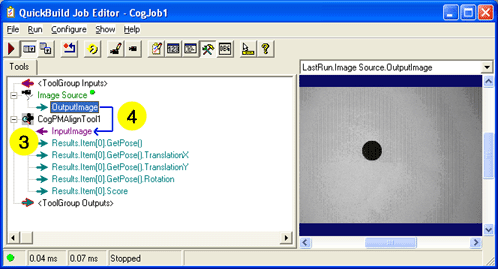 QuickBuild Job Editor - CogJob1
File Run Configure Show Help
Tools
<ToolGroup Inputs>
Image Source
OutputImage
CogPMAlignTool1
InputImage
4
3
Results.Item[0].GetPose()
Results.Item[0].GetPose().TranslationX
Results.Item[0].GetPose().TranslationY
Results.Item[0].GetPose().Rotation
Results.Item[0].Score
<ToolGroup Outputs>
LastRun.Image Source.OutputImage
0.04 ms 0.07 ms Stopped